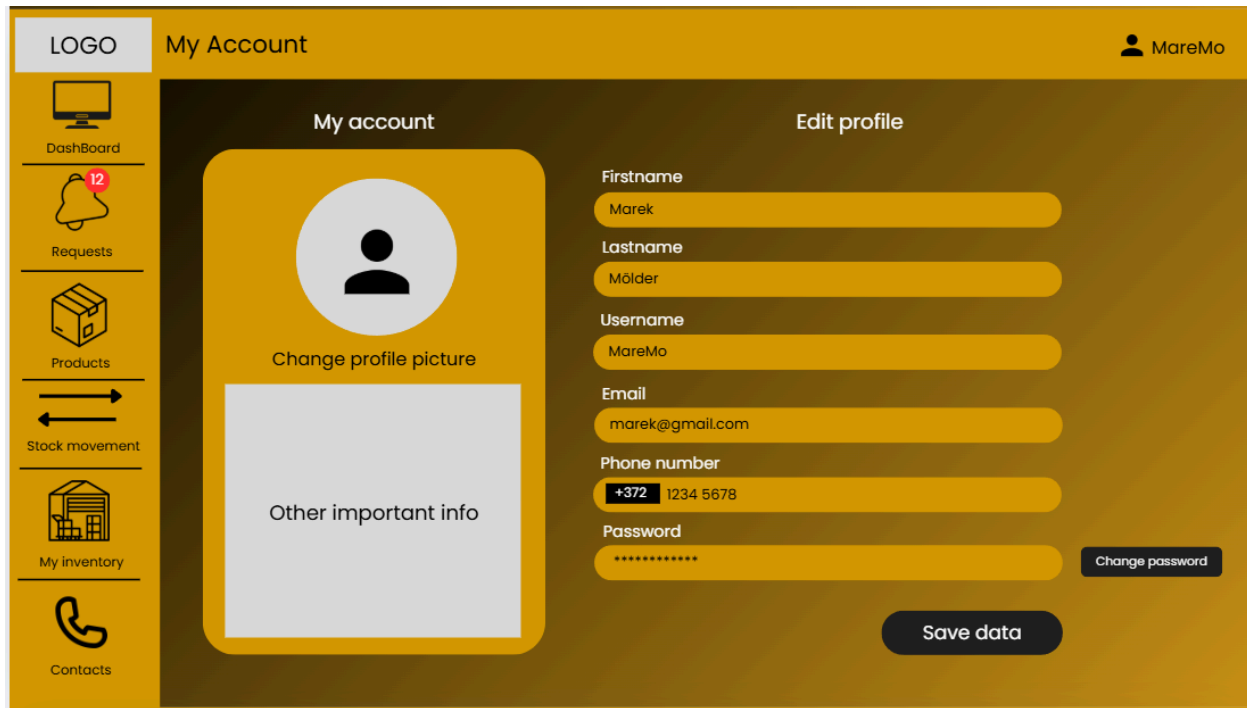 LOGO
My Account
MareMo
DashBoard
12
Requests
Products
Stock movement
My inventory
Contacts
My account
Change profile picture
Other important info
Edit profile
Firstname
Marek
Lastname
Mölder
Username
MareMo
Email
marek@gmail.com
Phone number
+372 1234 5678
Password
************
Change password
Save data